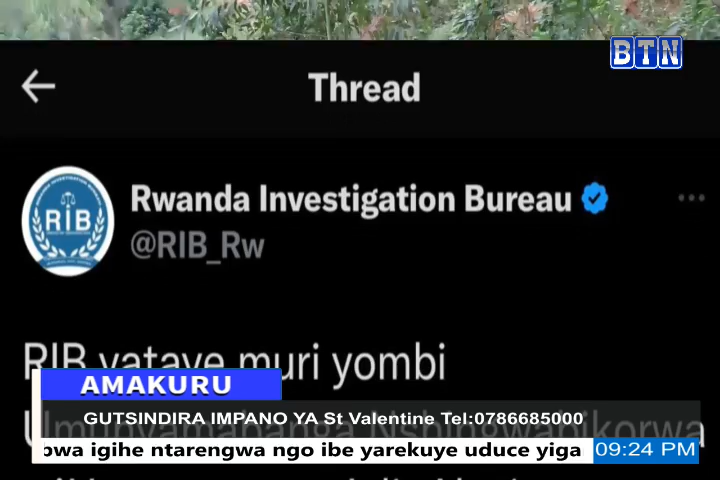 BTN
Thread
RIB
Rwanda Investigation Bureau
@RIB_Rw
RIB yataye muri yombi
AMAKURU
GUTSINDIRA IMPANO YA St Valentine Tel:0786685000
bwa igihe ntarengwa ngo ibe yarekuye uduce yiga
09:24 PM